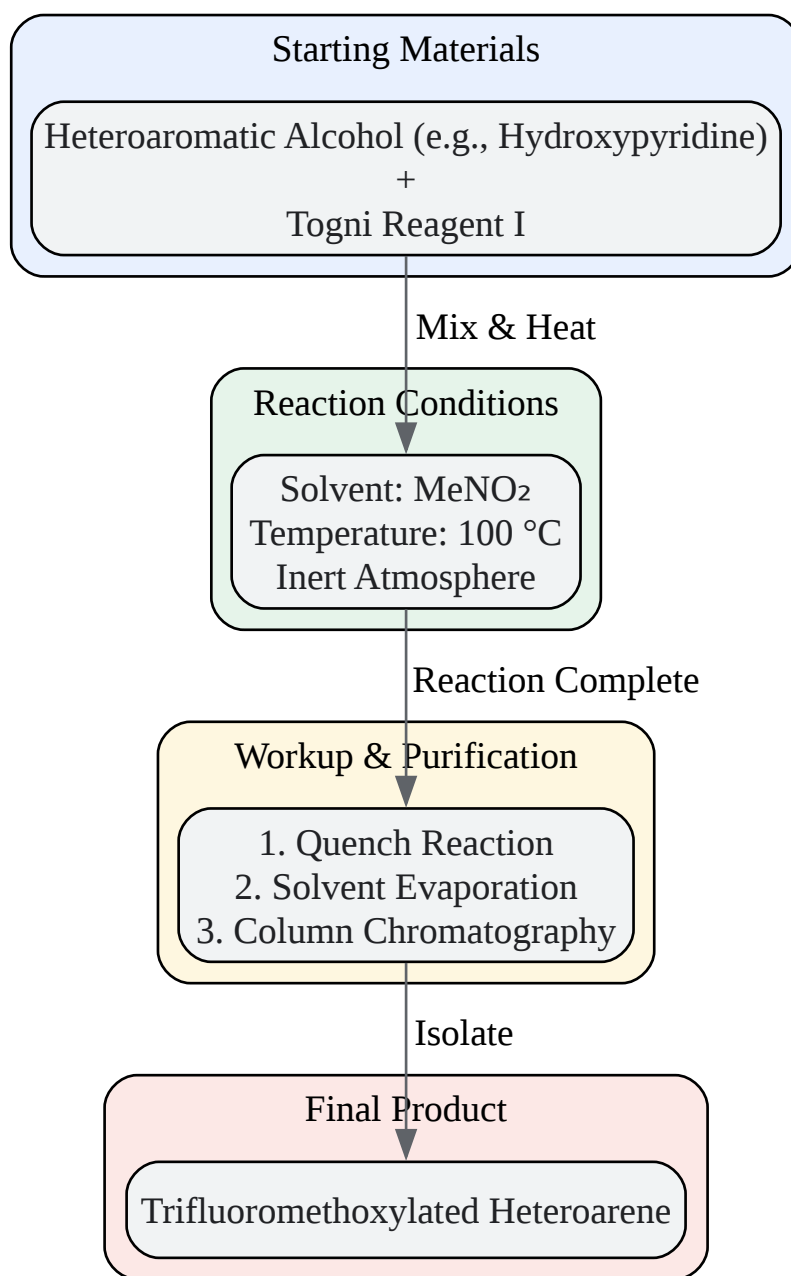 Starting Materials
Heteroaromatic Alcohol (e.g., Hydroxypyridine)
+
Togni Reagent I
Mix & Heat
Reaction Conditions
Solvent: MeNO₂
Temperature: 100 °C
Inert Atmosphere
Reaction Complete
Workup & Purification
1. Quench Reaction
2. Solvent Evaporation
3. Column Chromatography
Isolate
Final Product
Trifluoromethoxylated Heteroarene